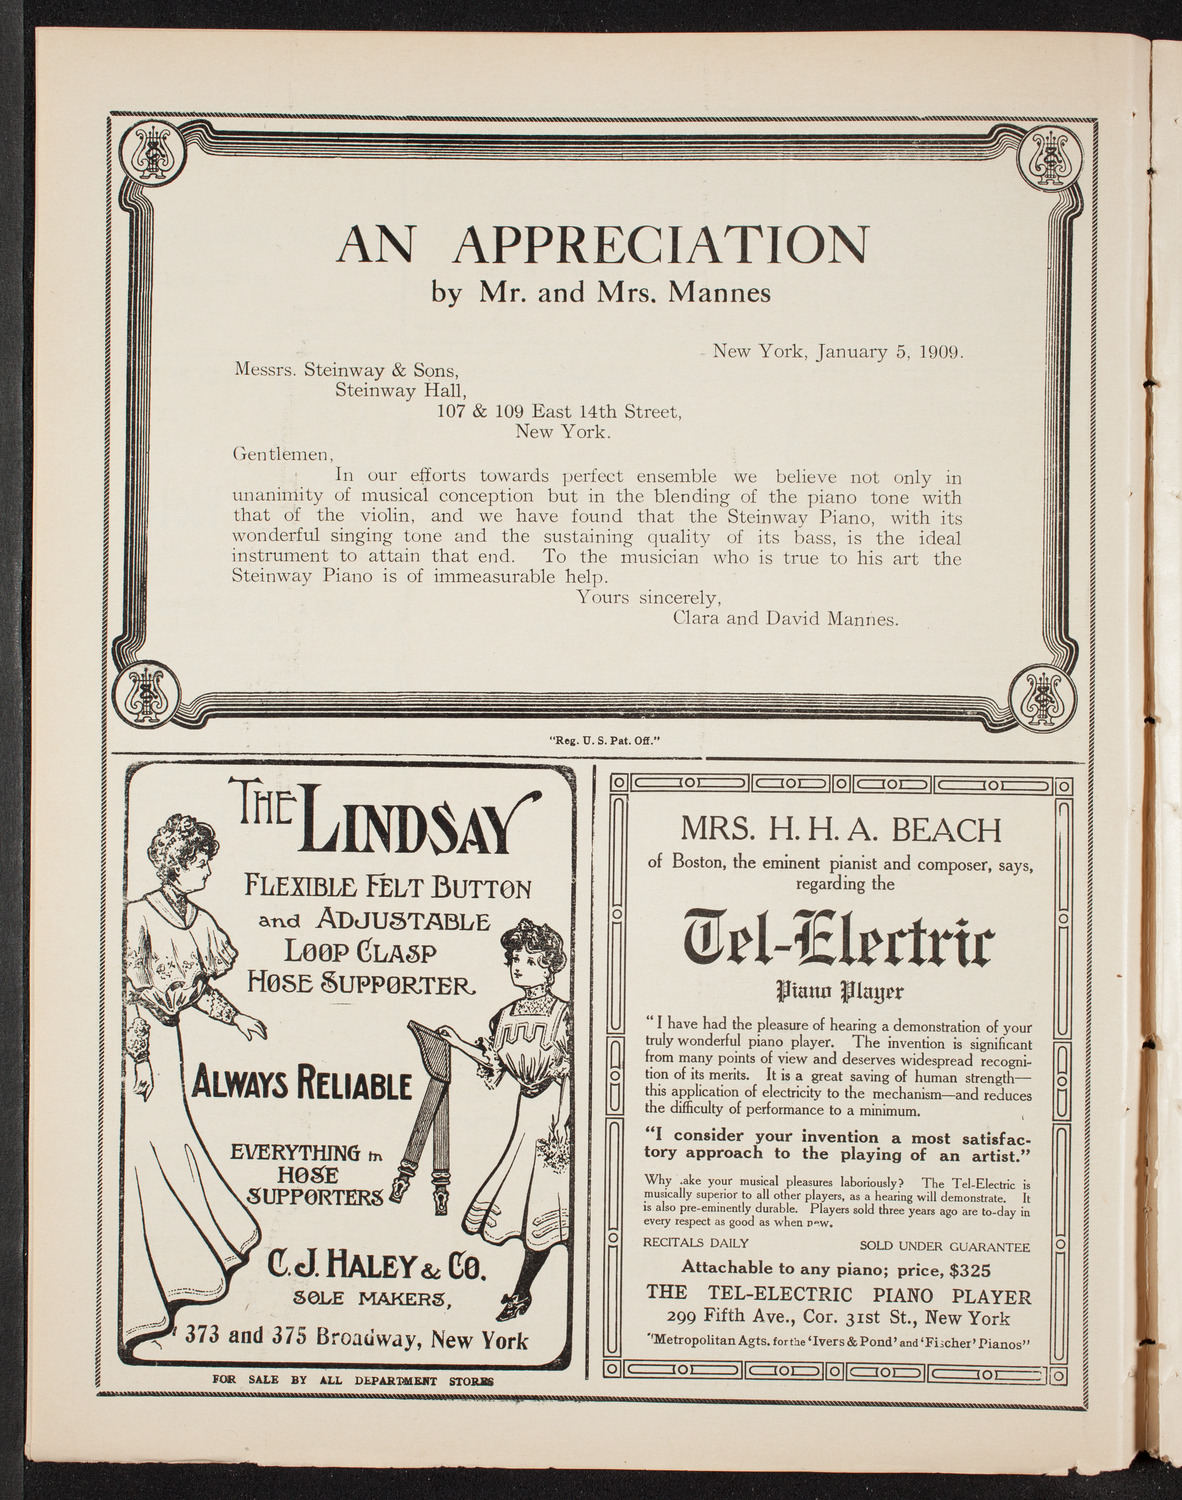 AN APPRECIATION
by Mr. and Mrs. Mannes
New York, January 5, 1909.
Messrs. Steinway & Sons,
Steinway Hall,
107 & 109 East 14th Street,
New York.
Gentlemen,
In our efforts towards perfect ensemble we believe not only in
unanimity of musical conception but in the blending of the piano tone with
that of the violin, and we have found that the Steinway Piano, with its
wonderful singing tone and the sustaining quality of its bass, is the ideal
instrument to attain that end. To the musician who is true to his art the
Steinway Piano is of immeasurable help.
Yours sincerely,
Clara and David Mannes.
"Reg. U. S. Pat. Off."
THE LINDSAY
FLEXIBLE FELT BUTTON
and ADJUSTABLE
LOOP CLASP
HOSE SUPPORTER
ALWAYS RELIABLE
EVERYTHING in
HOSE
SUPPORTERS
C. J. HALEY & CO.
SOLE MAKERS,
373 and 375 Broadway, New York
FOR SALE BY ALL DEPARTMENT STORES
MRS. H. H. A. BEACH
of Boston, the eminent pianist and composer, says,
regarding the
Tel-Electric
Piano Player
"I have had the pleasure of hearing a demonstration of your
truly wonderful piano player. The invention is significant
from many points of view and deserves widespread recogni-
tion of its merits. It is a great saving of human strength—
this application of electricity to the mechanism—and reduces
the difficulty of performance to a minimum.
"I consider your invention a most satisfac-
tory approach to the playing of an artist."
Why .ake your musical pleasures laboriously? The Tel-Electric is
musically superior to all other players, as a hearing will demonstrate. It
is also pre-eminently durable. Players sold three years ago are to-day in
every respect as good as when new.
RECITALS DAILY SOLD UNDER GUARANTEE
Attachable to any piano; price, $325
THE TEL-ELECTRIC PIANO PLAYER
299 Fifth Ave., Cor. 31st St., New York
"Metropolitan Agts. for the 'Ivers & Pond' and 'Fischer' Pianos"